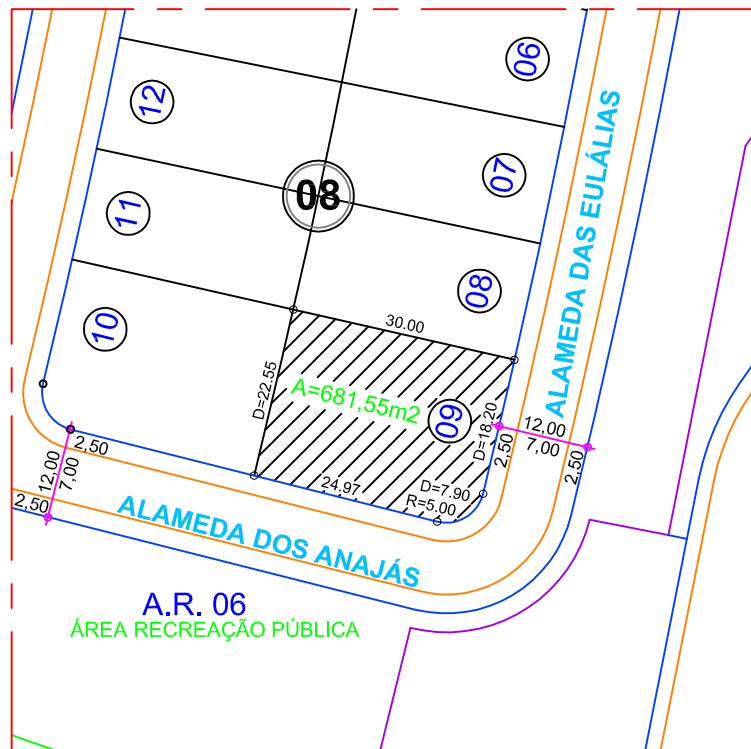 06
12
07
08
11
08
10
30.00
D=22.55
A=681,55m2
09
D=18.20
12,00
7,00
2,50
2,50
ALAMEDA DAS EULÁLIAS
2,50
12,00
7,00
2,50
24.97
D=7.90
R=5.00
ALAMEDA DOS ANAJÁS
A.R. 06
ÁREA RECREAÇÃO PÚBLICA